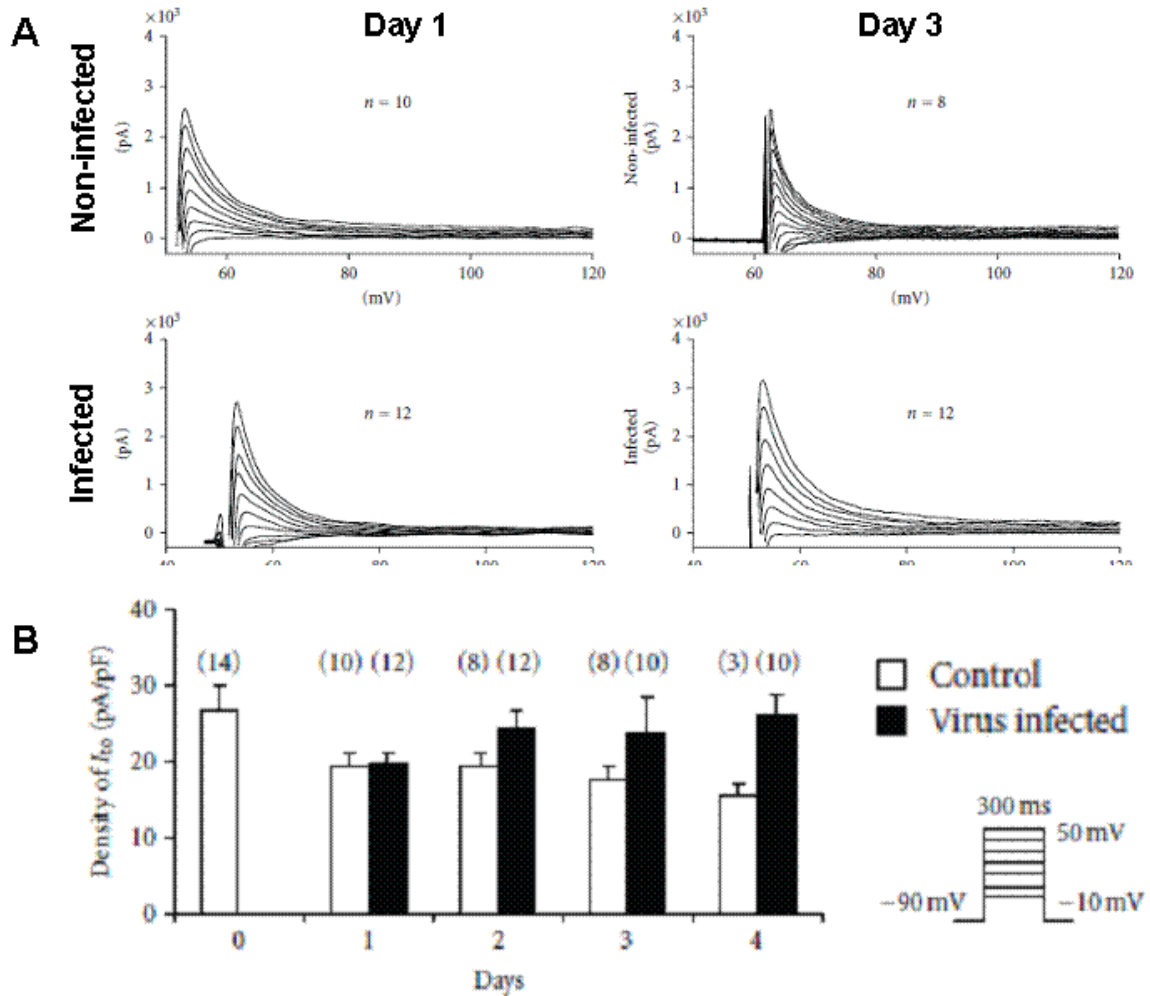 A
Day 1
Day 3
Non-infected
×10³
4
3
2
1
0
(pA)
n = 10
60
80
100
120
(mV)
×10³
4
3
2
1
0
Non-infected
(pA)
n = 8
60
80
100
120
(mV)
Infected
×10³
4
3
2
1
0
(pA)
n = 12
40
60
80
100
120
×10³
4
3
2
1
0
Infected
(pA)
n = 12
40
60
80
100
120
B
Density of Ito (pA/pF)
40
30
20
10
0
(14)
(10) (12)
(8) (12)
(8) (10)
(3) (10)
0
1
2
3
4
Days
Control
Virus infected
300 ms
50 mV
−90 mV
−10 mV